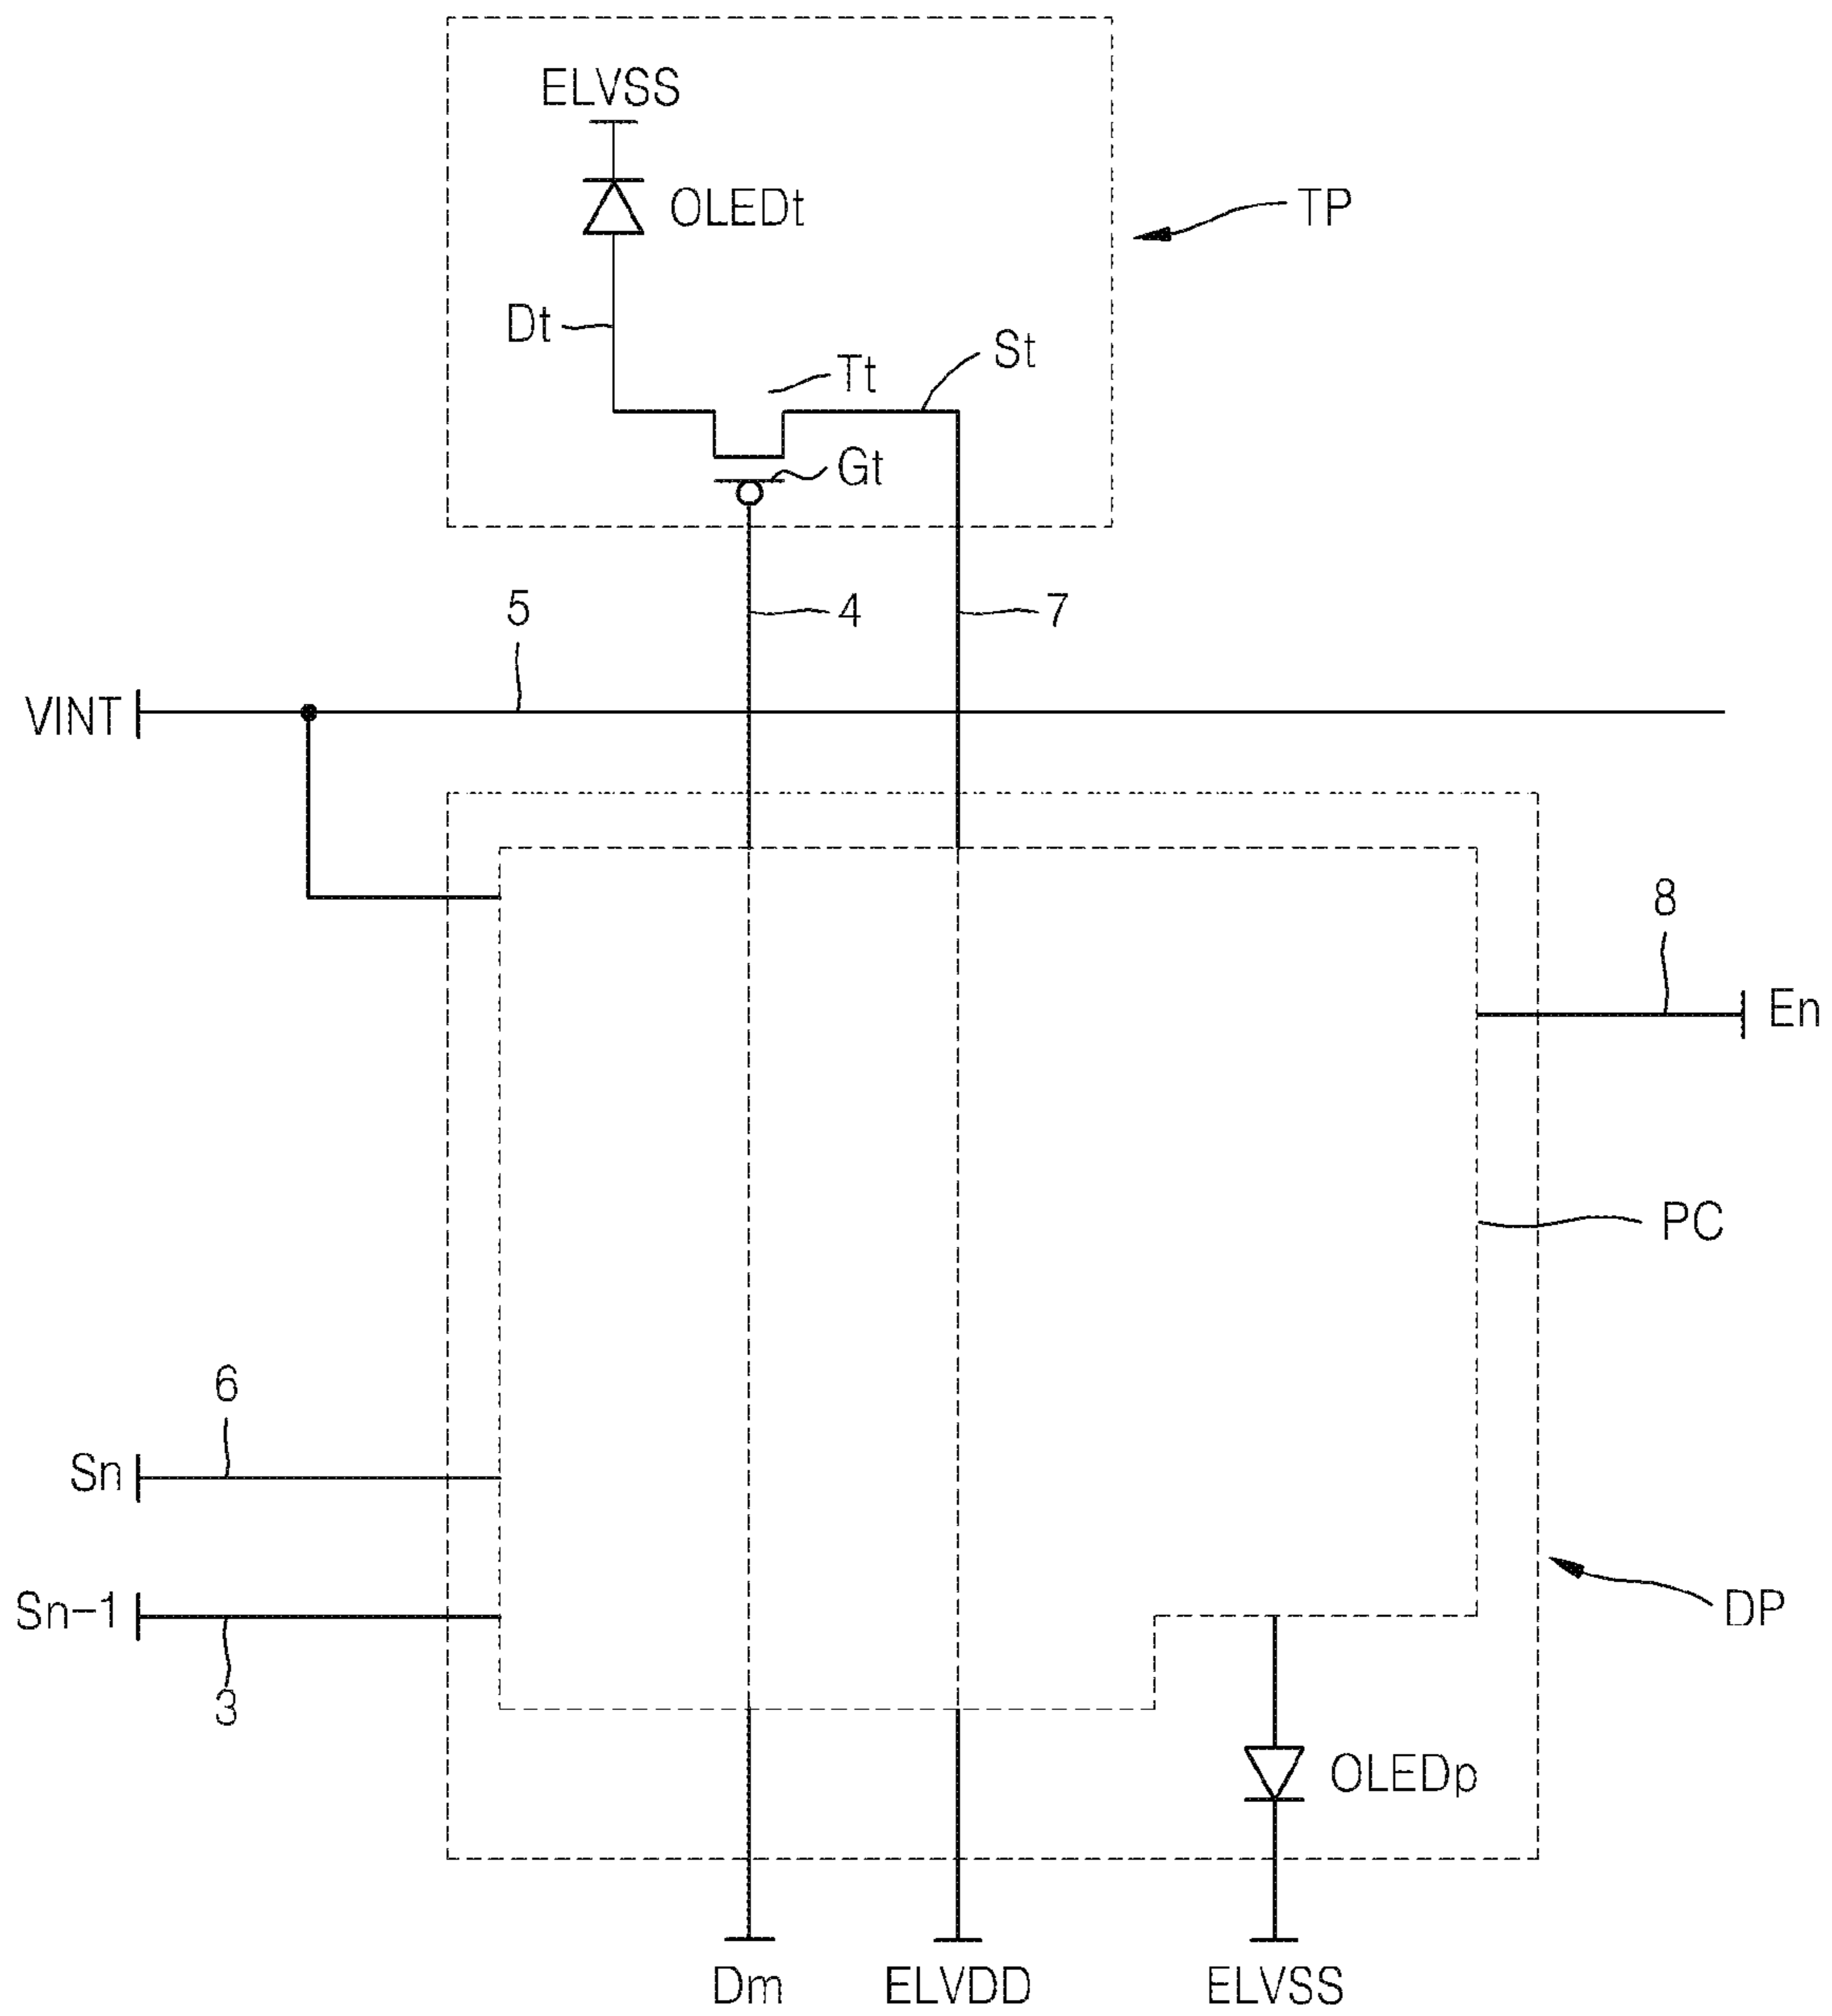 ELVSS
OLEDt
TP
Dt
St
Tt
Gt
5
4
7
VINT
8
En
PC
6
Sn
Sn-1
DP
3
OLEDp
Dm
ELVDD
ELVSS